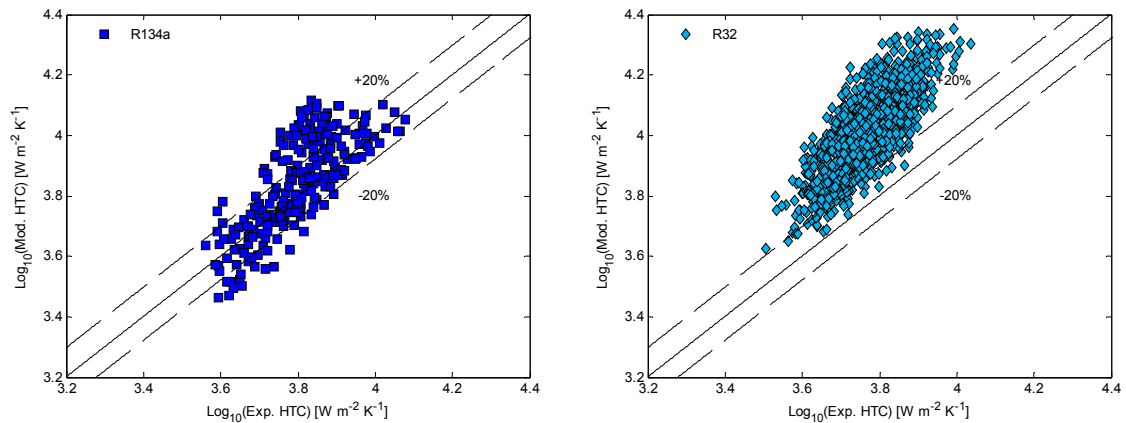 4.4
R134a
4.2
+20%
4
3.8
-20%
3.6
3.4
3.2
3.2 3.4 3.6 3.8 4 4.2 4.4
Log10(Exp. HTC) [W m-2 K-1]
Log10(Mod. HTC) [W m-2 K-1]
4.4
R32
4.2
+20%
4
3.8
-20%
3.6
3.4
3.2
3.2 3.4 3.6 3.8 4 4.2 4.4
Log10(Exp. HTC) [W m-2 K-1]
Log10(Mod. HTC) [W m-2 K-1]